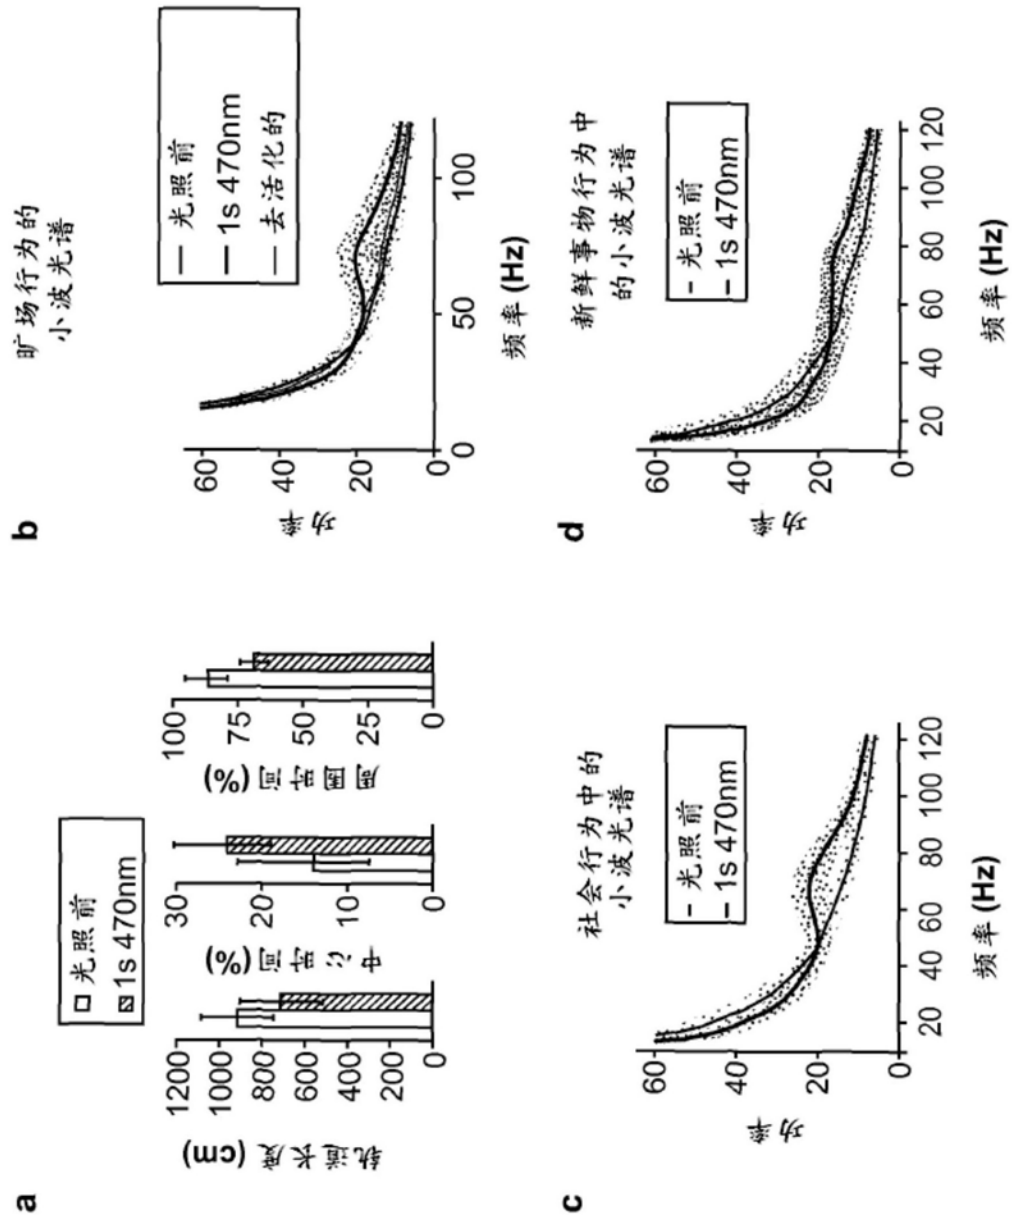 a
光照前
1s 470nm
轨道长度 (cm)
1200
1000
800
600
400
200
0
中心时间 (%)
30
20
10
0
周围时间 (%)
100
75
50
25
0
b
旷场行为的
小波光谱
光照前
1s 470nm
去活化的
功率
60
40
20
0
0
50
100
频率 (Hz)
c
社会行为中的
小波光谱
光照前
1s 470nm
功率
60
40
20
0
20
40
60
80
100
120
频率 (Hz)
d
新鲜事物行为中
的小波光谱
光照前
1s 470nm
功率
60
40
20
0
20
40
60
80
100
120
频率 (Hz)